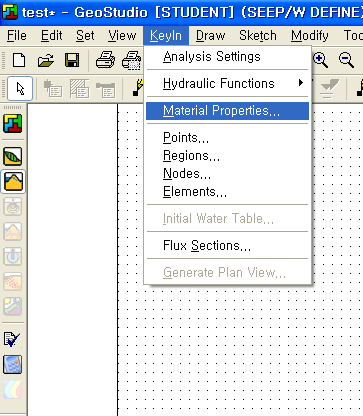 test* - GeoStudio [STUDENT] (SEEP/W DEFINE)
File Edit Set View KeyIn Draw Sketch Modify Too
Analysis Settings
Hydraulic Functions
Material Properties...
Points...
Regions...
Nodes...
Elements...
Initial Water Table...
Flux Sections...
Generate Plan View...